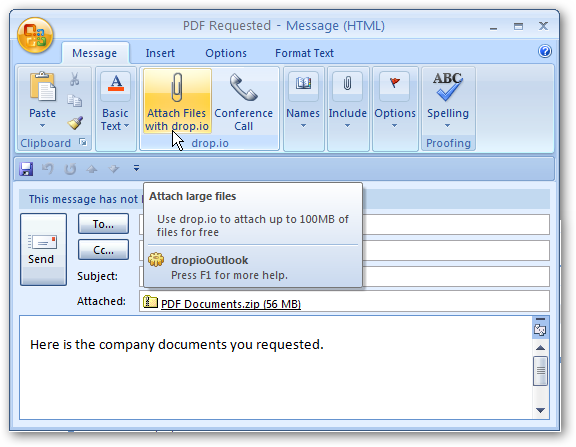 PDF Requested - Message (HTML)
Message Insert Options Format Text
Paste
Basic Text
Attach Files with drop.io
Conference Call
Names
Include
Options
ABC
Spelling
Clipboard
drop.io
Proofing
This message has not
Attach large files
Use drop.io to attach up to 100MB of
files for free
dropioOutlook
Press F1 for more help.
Send
To...
Cc...
Subject:
Attached: PDF Documents.zip (56 MB)
Here is the company documents you requested.